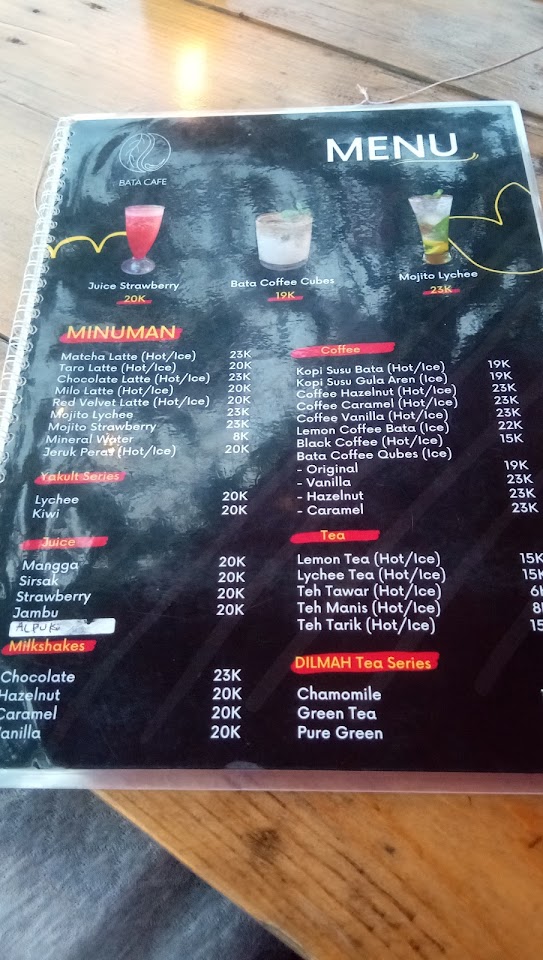 BATA CAFE
MENU
Juice Strawberry
20K
Bata Coffee Cubes
19K
Mojito Lychee
23K
MINUMAN
Matcha Latte (Hot/Ice) 23K
Taro Latte (Hot/Ice) 20K
Chocolate Latte (Hot/Ice) 23K
Milo Latte (Hot/Ice) 20K
Red Velvet Latte (Hot/Ice) 20K
Mojito Lychee 23K
Mojito Strawberry 23K
Mineral Water 8K
Jeruk Peras (Hot/Ice) 20K
Yakult Series
Lychee 20K
Kiwi 20K
Juice
Mangga 20K
Sirsak 20K
Strawberry 20K
Jambu 20K
ALPUK
Milkshakes
Chocolate 23K
Hazelnut 20K
Caramel 20K
Vanilla 20K
Coffee
Kopi Susu Bata (Hot/Ice) 19K
Kopi Susu Gula Aren (Ice) 19K
Coffee Hazelnut (Hot/Ice) 23K
Coffee Caramel (Hot/Ice) 23K
Coffee Vanilla (Hot/Ice) 23K
Lemon Coffee Bata (Ice) 22K
Black Coffee (Hot/Ice) 15K
Bata Coffee Qubes (Ice)
- Original 19K
- Vanilla 23K
- Hazelnut 23K
- Caramel 23K
Tea
Lemon Tea (Hot/Ice) 15K
Lychee Tea (Hot/Ice) 15K
Teh Tawar (Hot/Ice) 6K
Teh Manis (Hot/Ice) 8
Teh Tarik (Hot/Ice) 15
DILMAH Tea Series
Chamomile
Green Tea
Pure Green